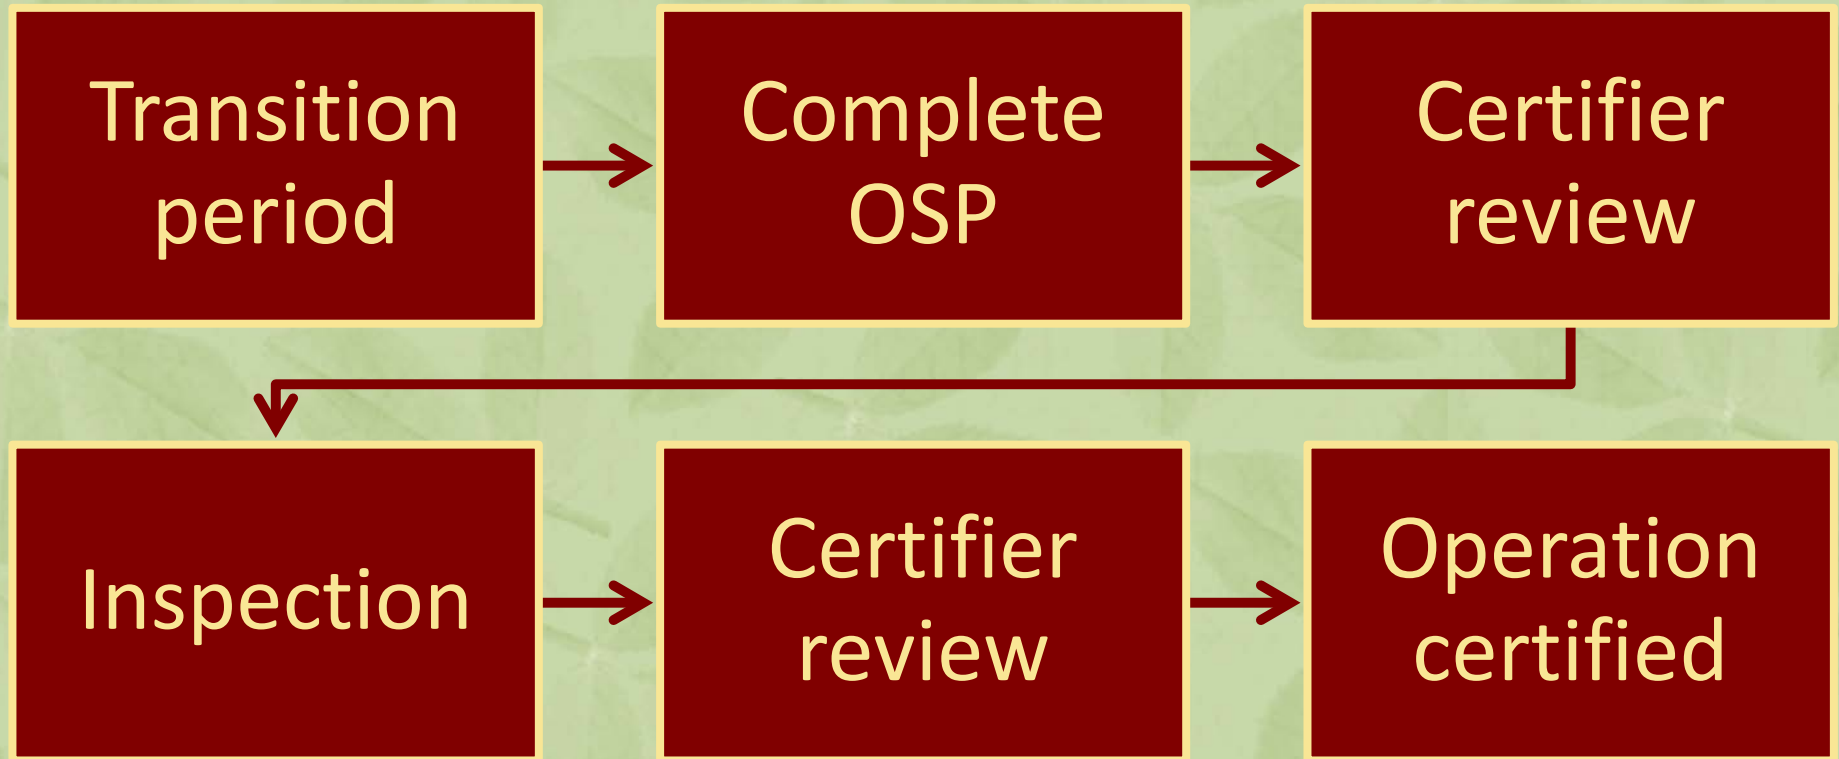 Transition
period
Complete
OSP
Certifier
review
Inspection
Certifier
review
Operation
certified